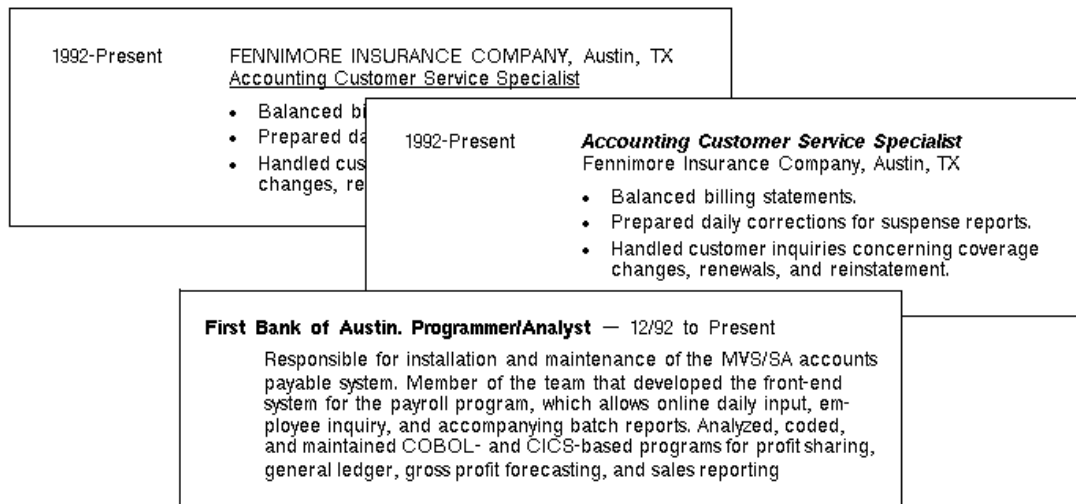 1992-Present FENNIMORE INSURANCE COMPANY, Austin, TX
Accounting Customer Service Specialist
• Balanced
• Prepared
• Handled
changes,
1992-Present Accounting Customer Service Specialist
Fennimore Insurance Company, Austin, TX
• Balanced billing statements.
• Prepared daily corrections for suspense reports.
• Handled customer inquiries concerning coverage
changes, renewals, and reinstatement.
First Bank of Austin. Programmer/Analyst — 12/92 to Present
Responsible for installation and maintenance of the MVS/SA accounts
payable system. Member of the team that developed the front-end
system for the payroll program, which allows online daily input, em-
ployee inquiry, and accompanying batch reports. Analyzed, coded,
and maintained COBOL- and CICS-based programs for profit sharing,
general ledger, gross profit forecasting, and sales reporting